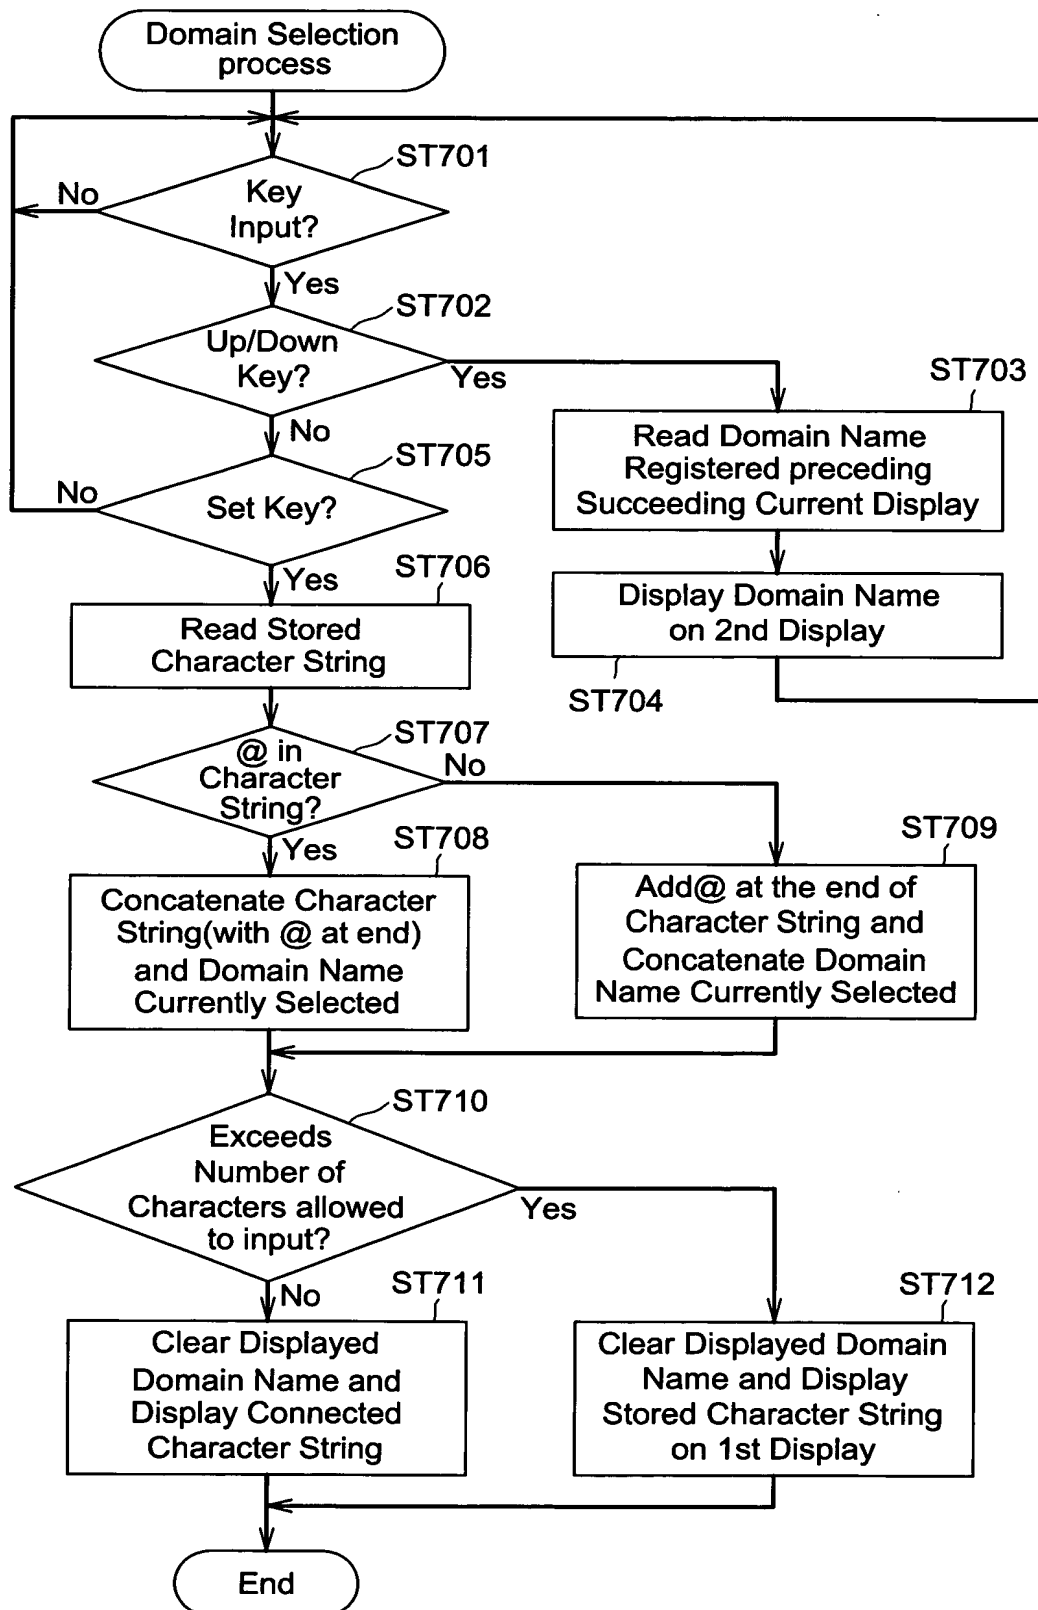 Domain Selection
process
ST701
No
Key
Input?
Yes
ST702
Up/Down
Key?
Yes
ST703
No
Read Domain Name
Registered preceding
Succeeding Current Display
ST705
No
Set Key?
Yes
ST706
Display Domain Name
on 2nd Display
Read Stored
Character String
ST704
ST707
@ in
Character
String?
No
Yes
ST708
ST709
Concatenate Character
String(with @ at end)
and Domain Name
Currently Selected
Add@ at the end of
Character String and
Concatenate Domain
Name Currently Selected
ST710
Exceeds
Number of
Characters allowed
to input?
Yes
No
ST711
ST712
Clear Displayed
Domain Name and
Display Connected
Character String
Clear Displayed Domain
Name and Display
Stored Character String
on 1st Display
End